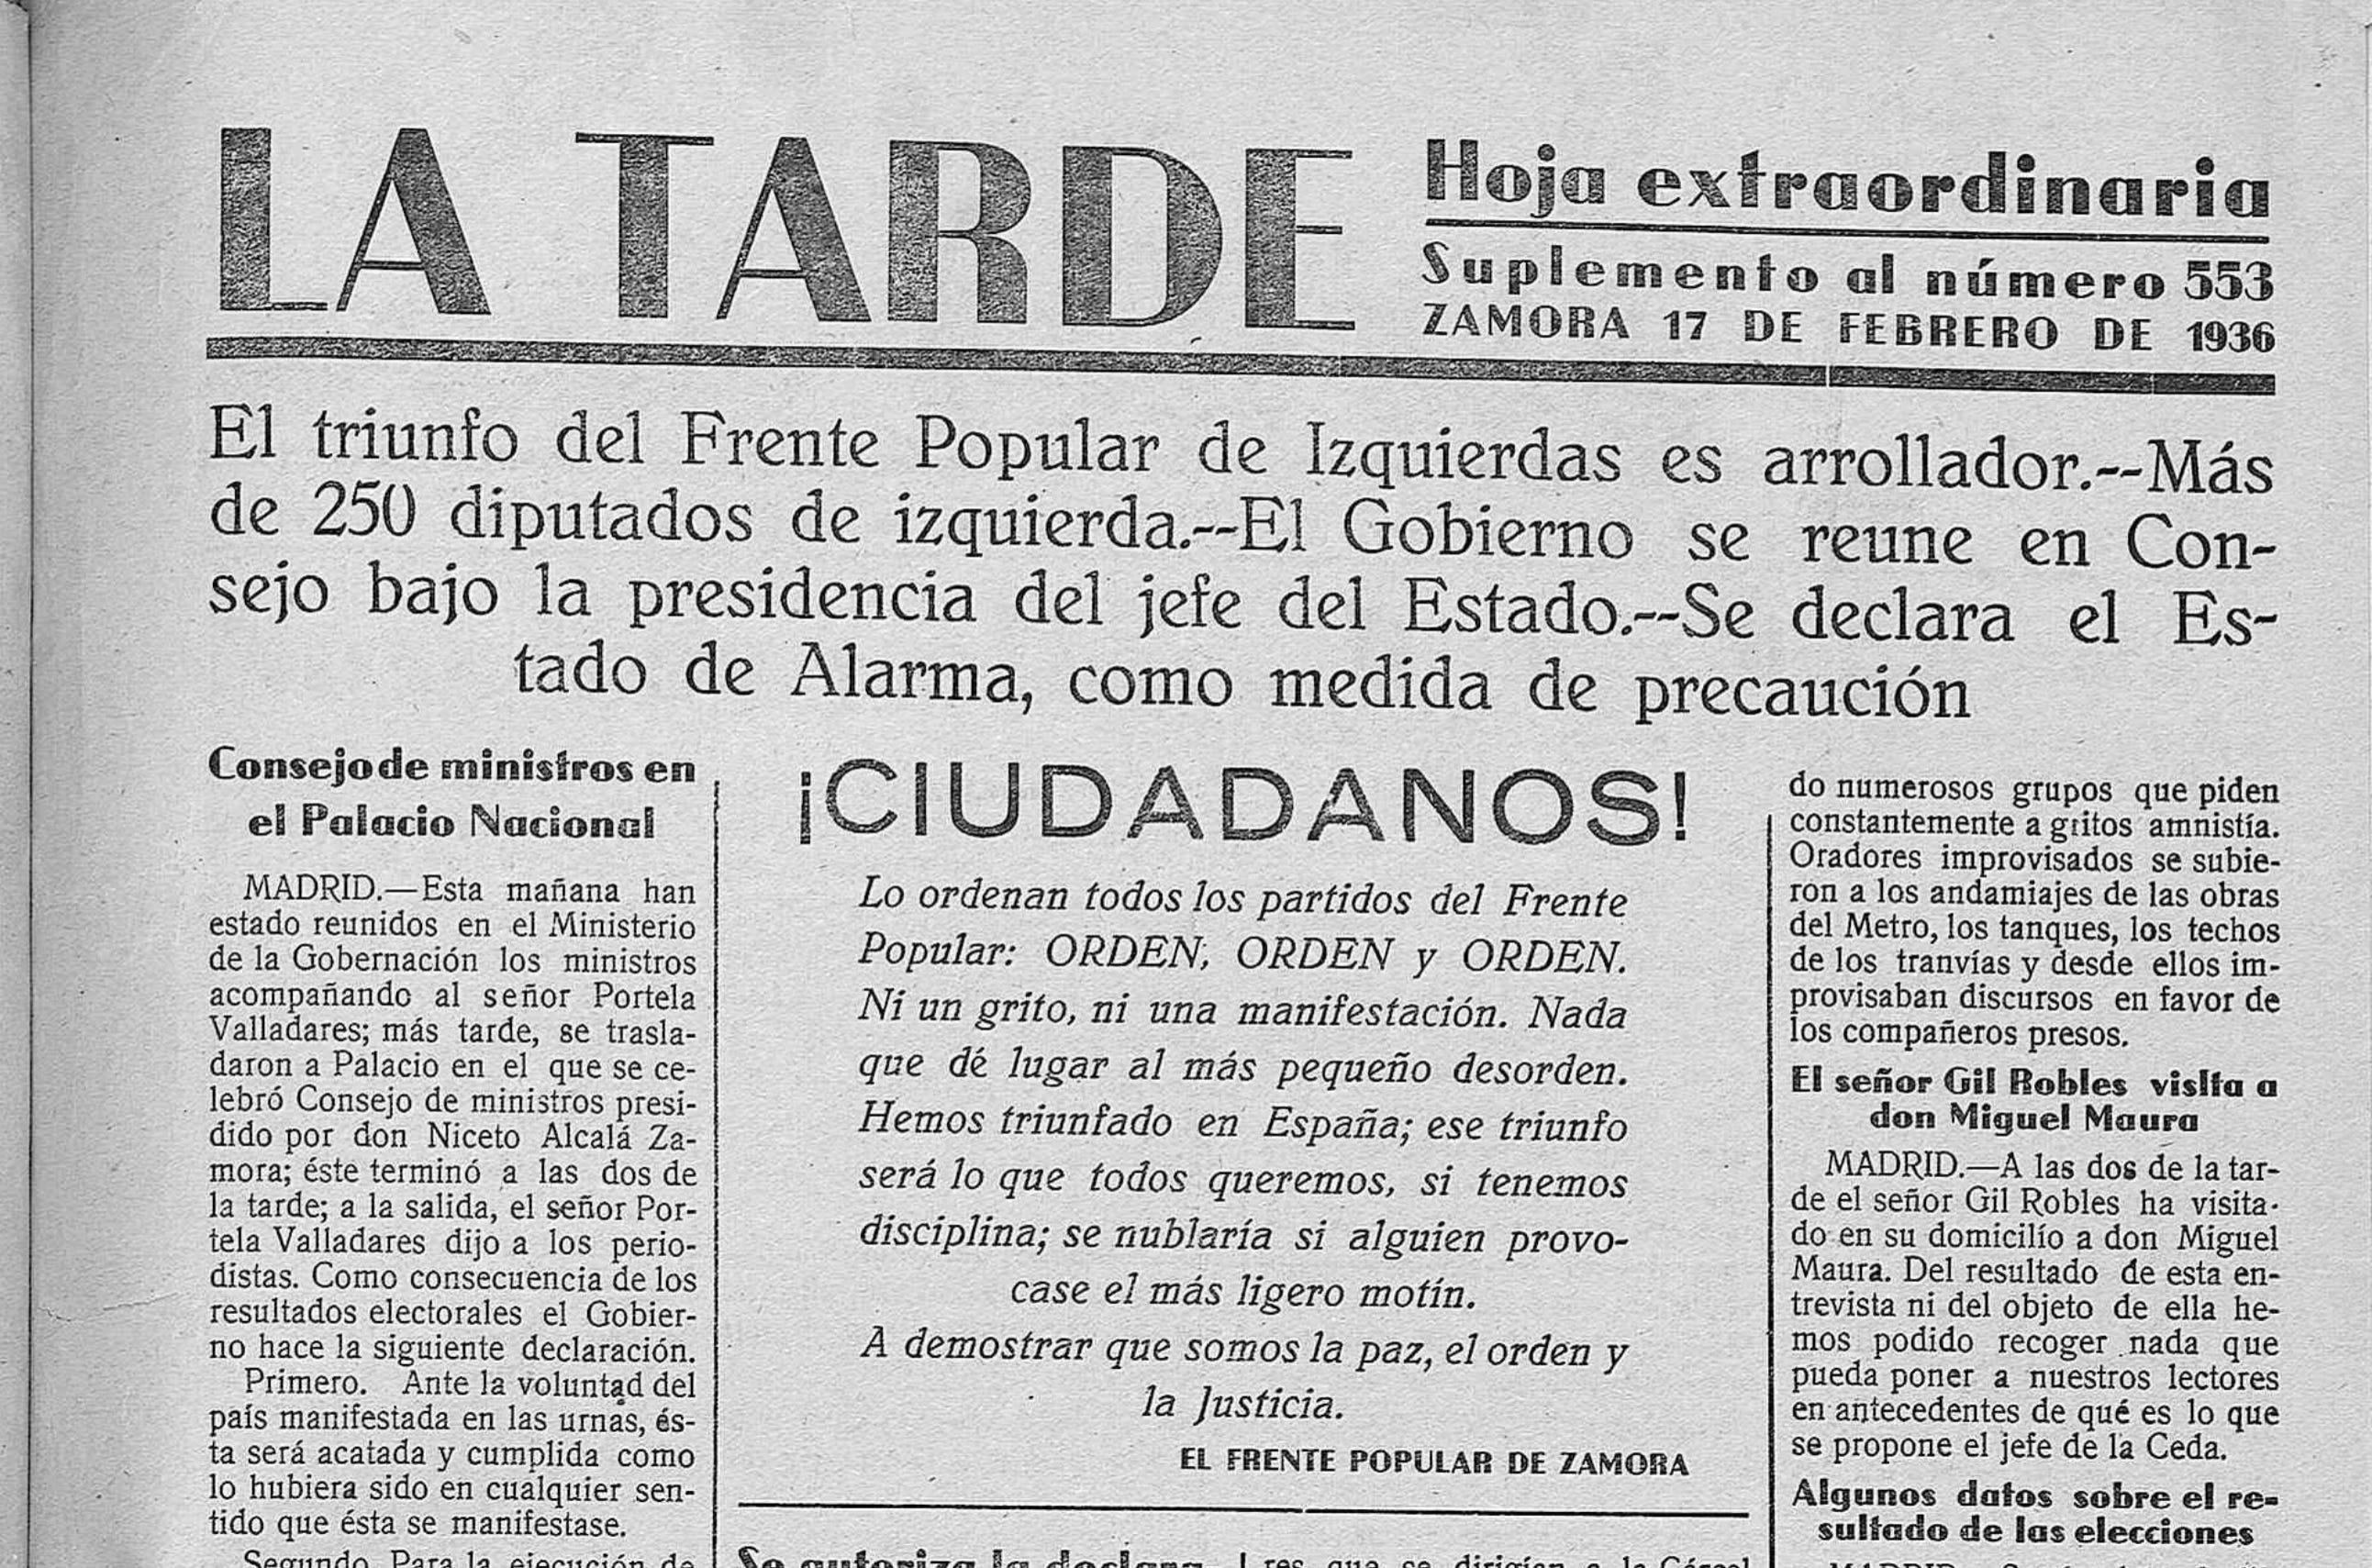 LA TARDE
Hoja extraordinaria
Suplemento al número 553
ZAMORA 17 DE FEBRERO DE 1936
El triunfo del Frente Popular de Izquierdas es arrollador.--Más
de 250 diputados de izquierda.--El Gobierno se reune en Con-
sejo bajo la presidencia del jefe del Estado.--Se declara el Es-
tado de Alarma, como medida de precaución
Consejo de ministros en
el Palacio Nacional
MADRID.—Esta mañana han
estado reunidos en el Ministerio
de la Gobernación los ministros
acompañando al señor Portela
Valladares; más tarde, se trasla-
daron a Palacio en el que se ce-
lebró Consejo de ministros presi-
dido por don Niceto Alcalá Za-
mora; éste terminó a las dos de
la tarde; a la salida, el señor Por-
tela Valladares dijo a los perio-
distas. Como consecuencia de los
resultados electorales el Gobier-
no hace la siguiente declaración.
Primero. Ante la voluntad del
país manifestada en las urnas, és-
ta será acatada y cumplida como
lo hubiera sido en cualquier sen-
tido que ésta se manifestase.
Segundo. Para la ejecución de
¡CIUDADANOS!
Lo ordenan todos los partidos del Frente
Popular: ORDEN, ORDEN y ORDEN.
Ni un grito, ni una manifestación. Nada
que dé lugar al más pequeño desorden.
Hemos triunfado en España; ese triunfo
será lo que todos queremos, si tenemos
disciplina; se nublaría si alguien provo-
case el más ligero motín.
A demostrar que somos la paz, el orden y
la Justicia.
EL FRENTE POPULAR DE ZAMORA
Se autoriza la declara
res que se dirigían a la Cárcel
do numerosos grupos que piden
constantemente a gritos amnistía.
Oradores improvisados se subie-
ron a los andamiajes de las obras
del Metro, los tanques, los techos
de los tranvías y desde ellos im-
provisaban discursos en favor de
los compañeros presos.
El señor Gil Robles visita a
don Miguel Maura
MADRID.—A las dos de la tar-
de el señor Gil Robles ha visita-
do en su domicilío a don Miguel
Maura. Del resultado de esta en-
trevista ni del objeto de ella he-
mos podido recoger nada que
pueda poner a nuestros lectores
en antecedentes de qué es lo que
se propone el jefe de la Ceda.
Algunos datos sobre el re-
sultado de las elecciones